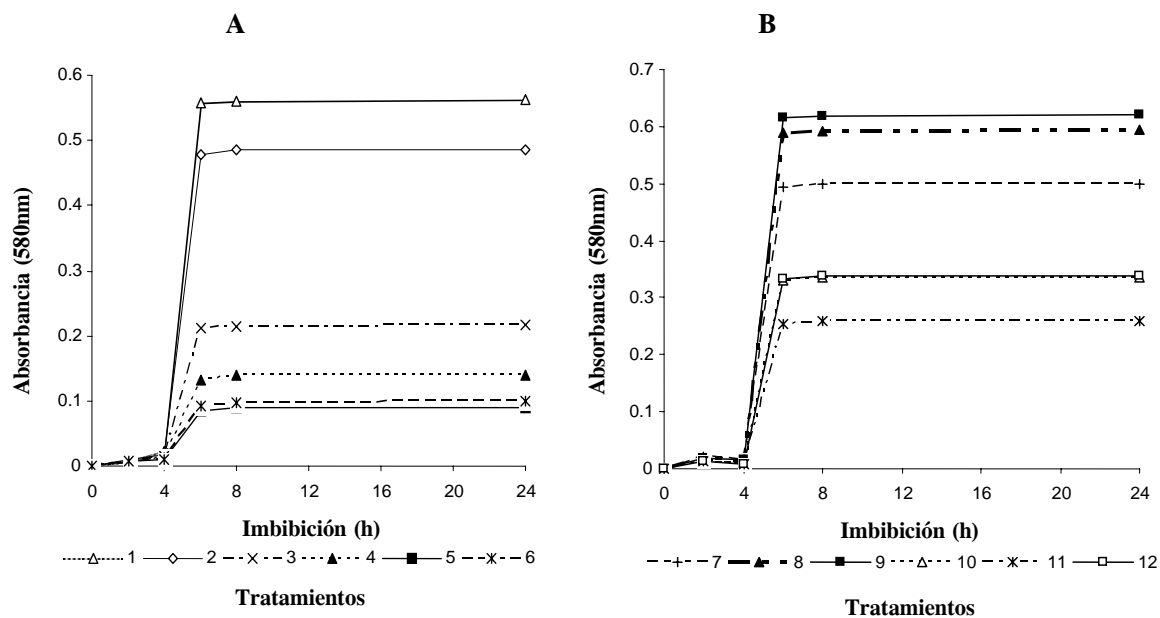 A
0.6
0.5
0.4
0.3
0.2
0.1
0
Absorbancia (580nm)
0 4 8 12 16 20 24
Imbibición (h)
1 2 3 4 5 6
Tratamientos
B
0.7
0.6
0.5
0.4
0.3
0.2
0.1
0
Absorbancia (580nm)
0 4 8 12 16 20 24
Imbibición (h)
7 8 9 10 11 12
Tratamientos